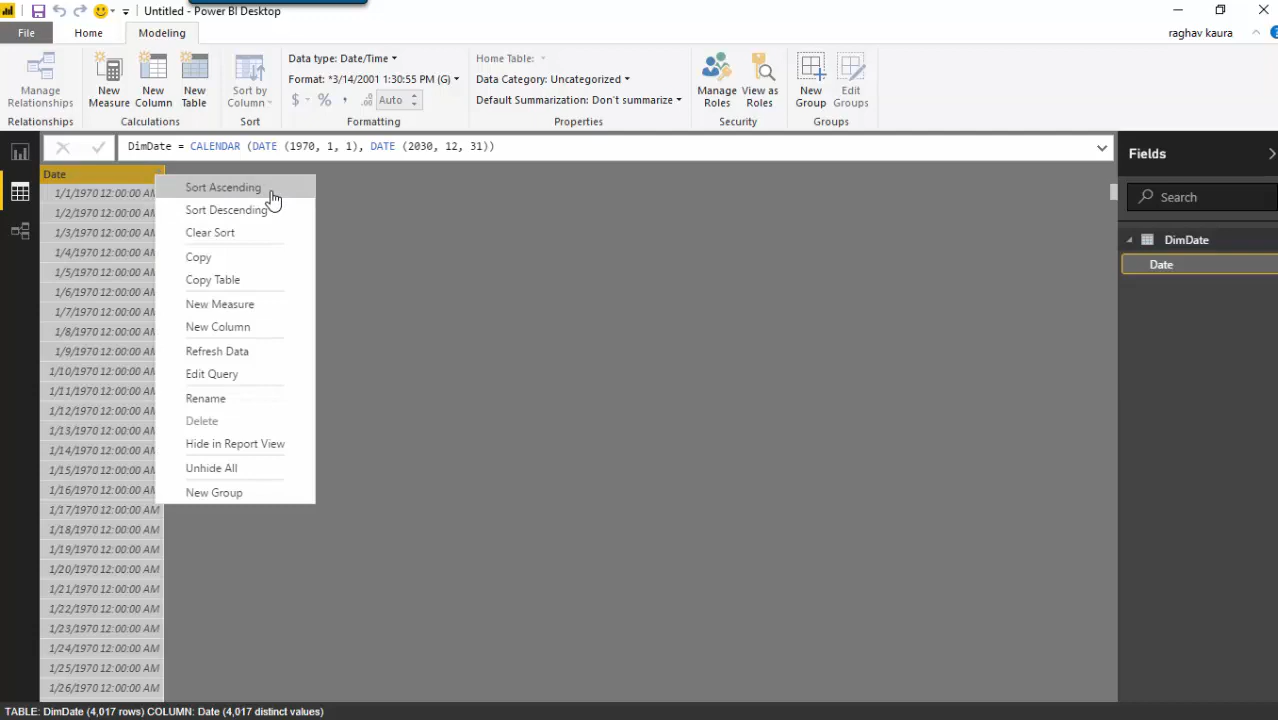 Untitled - Power BI Desktop
File
Home
Modeling
raghav kaura
Manage
Relationships
New
Measure
New
Column
New
Table
Sort by
Column
Data type: Date/Time
Format: *3/14/2001 1:30:55 PM (G)
$ % , .00 Auto
Home Table:
Data Category: Uncategorized
Default Summarization: Don't summarize
Manage
Roles
View as
Roles
New
Group
Edit
Groups
Relationships
Calculations
Sort
Formatting
Properties
Security
Groups
DimDate = CALENDAR (DATE (1970, 1, 1), DATE (2030, 12, 31))
Date
1/1/1970 12:00:00 AM
1/2/1970 12:00:00 AM
1/3/1970 12:00:00 AM
1/4/1970 12:00:00 AM
1/5/1970 12:00:00 AM
1/6/1970 12:00:00 AM
1/7/1970 12:00:00 AM
1/8/1970 12:00:00 AM
1/9/1970 12:00:00 AM
1/10/1970 12:00:00 AM
1/11/1970 12:00:00 AM
1/12/1970 12:00:00 AM
1/13/1970 12:00:00 AM
1/14/1970 12:00:00 AM
1/15/1970 12:00:00 AM
1/16/1970 12:00:00 AM
1/17/1970 12:00:00 AM
1/18/1970 12:00:00 AM
1/19/1970 12:00:00 AM
1/20/1970 12:00:00 AM
1/21/1970 12:00:00 AM
1/22/1970 12:00:00 AM
1/23/1970 12:00:00 AM
1/24/1970 12:00:00 AM
1/25/1970 12:00:00 AM
1/26/1970 12:00:00 AM
Sort Ascending
Sort Descending
Clear Sort
Copy
Copy Table
New Measure
New Column
Refresh Data
Edit Query
Rename
Delete
Hide in Report View
Unhide All
New Group
Fields
Search
DimDate
Date
TABLE: DimDate (4,017 rows) COLUMN: Date (4,017 distinct values)